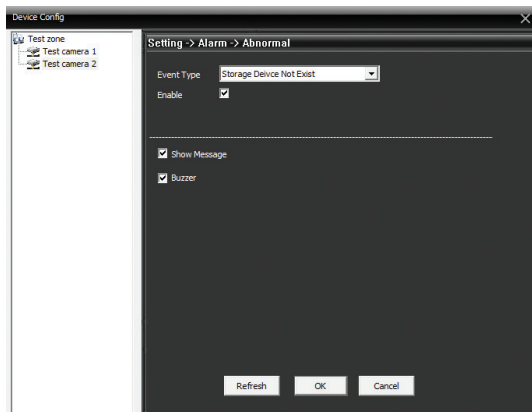 Device Config
Test zone
Test camera 1
Test camera 2
Setting -> Alarm -> Abnormal
Event Type Storage Deivce Not Exist
Enable
Show Message
Buzzer
Refresh OK Cancel